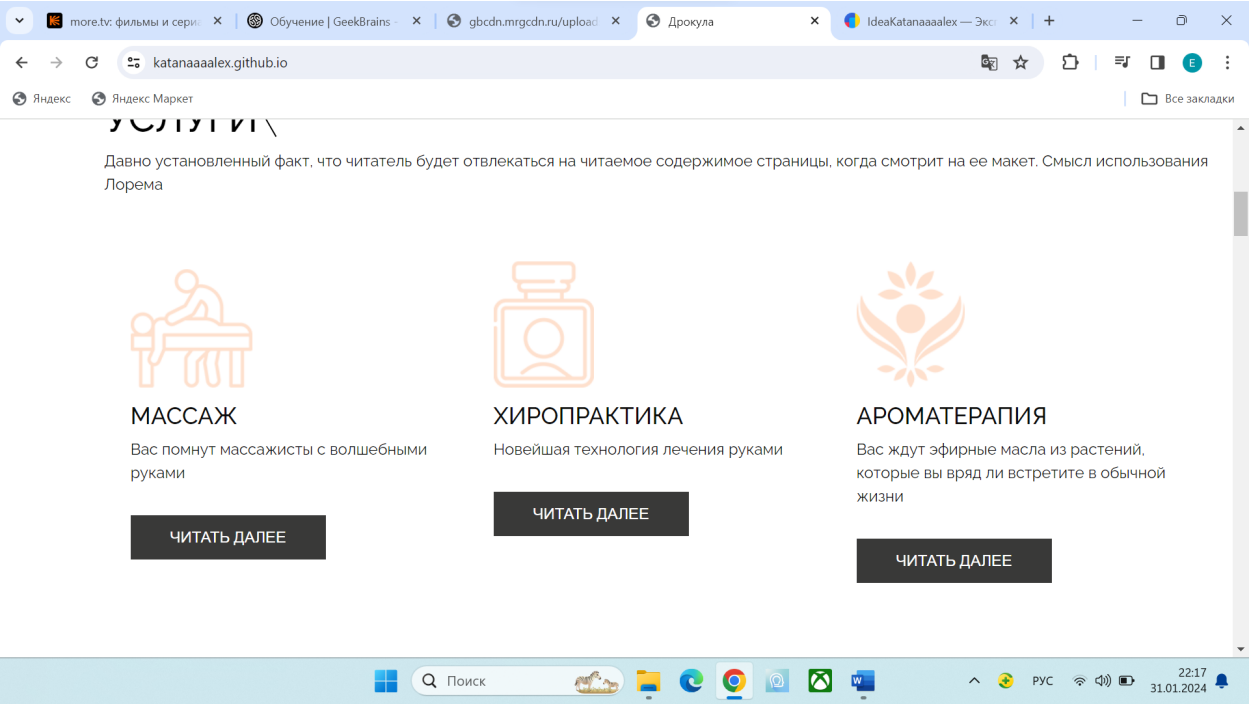 more.tv: фильмы и сери
Обучение | GeekBrains -
gbcdn.mrgcdn.ru/upload
Дрокула
IdeaKatanaaaalex — Экс
katanaaaalex.github.io
E
Яндекс
Яндекс Маркет
Все закладки
УСЛУГИ\
Давно установленный факт, что читатель будет отвлекаться на читаемое содержимое страницы, когда смотрит на ее макет. Смысл использования
Лорема
МАССАЖ
Вас помнут массажисты с волшебными
руками
ЧИТАТЬ ДАЛЕЕ
ХИРОПРАКТИКА
Новейшая технология лечения руками
ЧИТАТЬ ДАЛЕЕ
АРОМАТЕРАПИЯ
Вас ждут эфирные масла из растений,
которые вы вряд ли встретите в обычной
жизни
ЧИТАТЬ ДАЛЕЕ
Поиск
РУС
22:17
31.01.2024